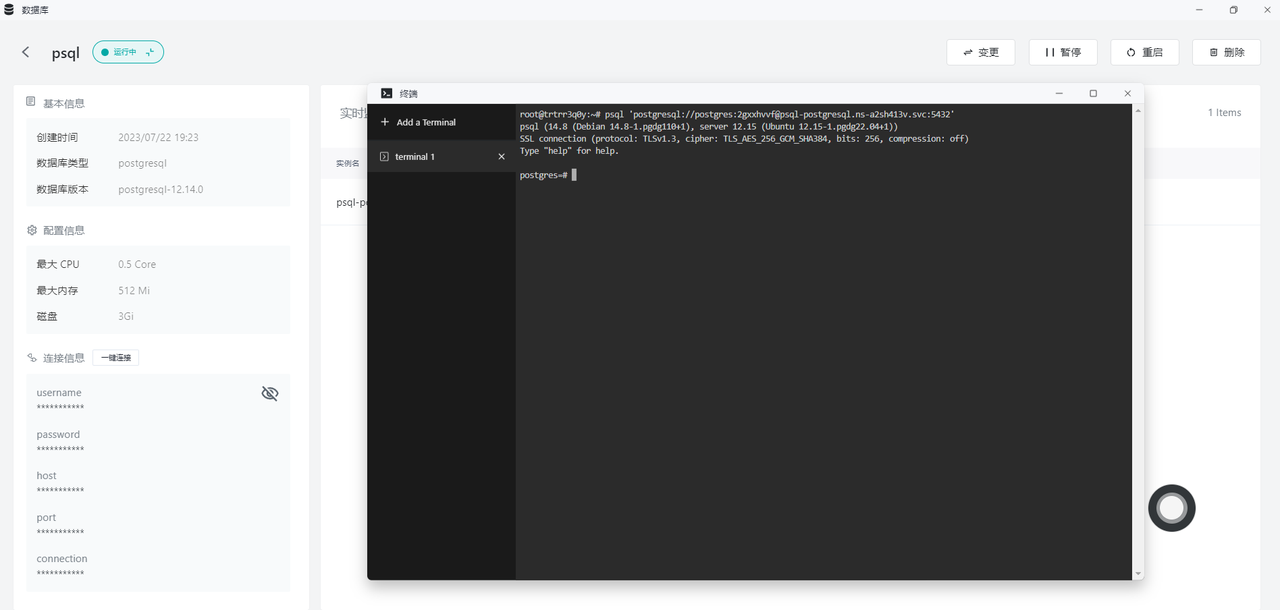 数据库
psql
运行中
变更
暂停
重启
删除
基本信息
创建时间 2023/07/22 19:23
数据库类型 postgresql
数据库版本 postgresql-12.14.0
配置信息
最大 CPU 0.5 Core
最大内存 512 Mi
磁盘 3Gi
连接信息 一键连接
username
***********
password
***********
host
***********
port
***********
connection
***********
1 Items
实例名
终端
Add a Terminal
terminal 1
root@trtrr3q0y:~# psql 'postgresql://postgres:2gxxhvvf@psql-postgresql.ns-a2sh413v.svc:5432'
psql (14.8 (Debian 14.8-1.pgdg110+1), server 12.15 (Ubuntu 12.15-1.pgdg22.04+1))
SSL connection (protocol: TLSv1.3, cipher: TLS_AES_256_GCM_SHA384, bits: 256, compression: off)
Type "help" for help.
postgres=#